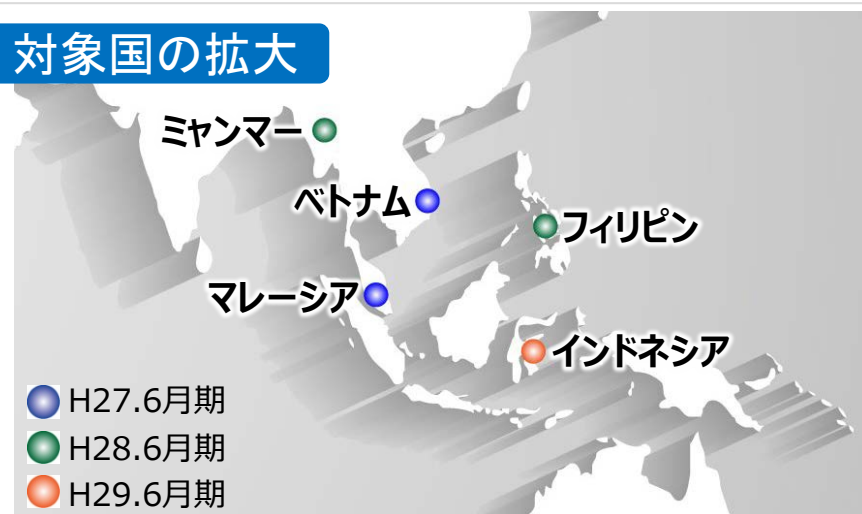 対象国の拡大
ミャンマー
ベトナム
フィリピン
マレーシア
インドネシア
H27.6月期
H28.6月期
H29.6月期